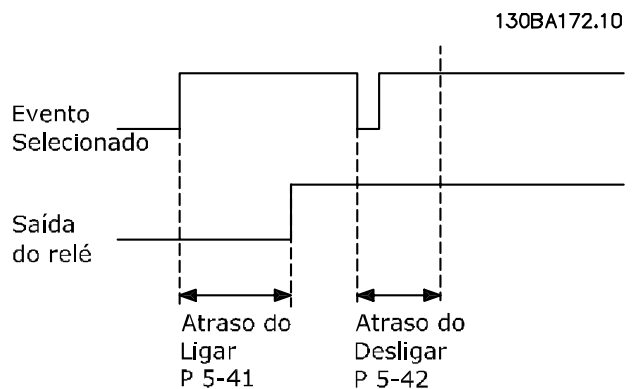 130BA172.10
Evento
Selecionado
Saída
do relé
Atraso do
Ligar
P 5-41
Atraso do
Desligar
P 5-42